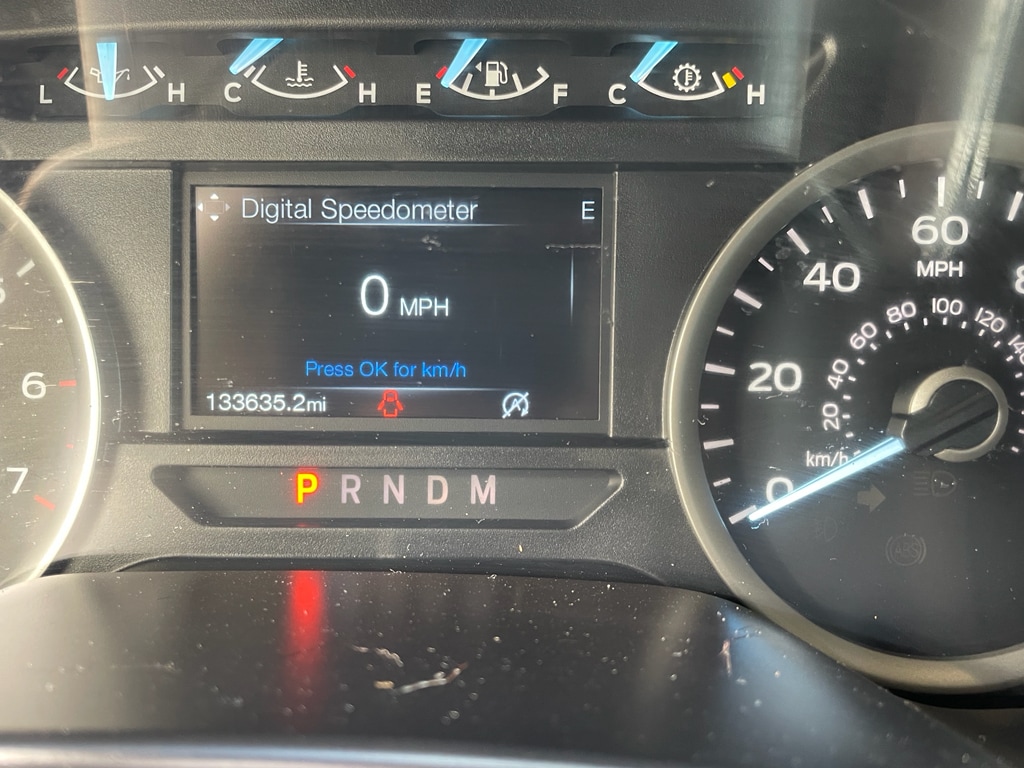 L H C H E F C H
Digital Speedometer E
0 MPH
Press OK for km/h
133635.2mi
P R N D M
6
7
60
MPH
40
20
0
80 100 120
60
40
20
km/h
ABS